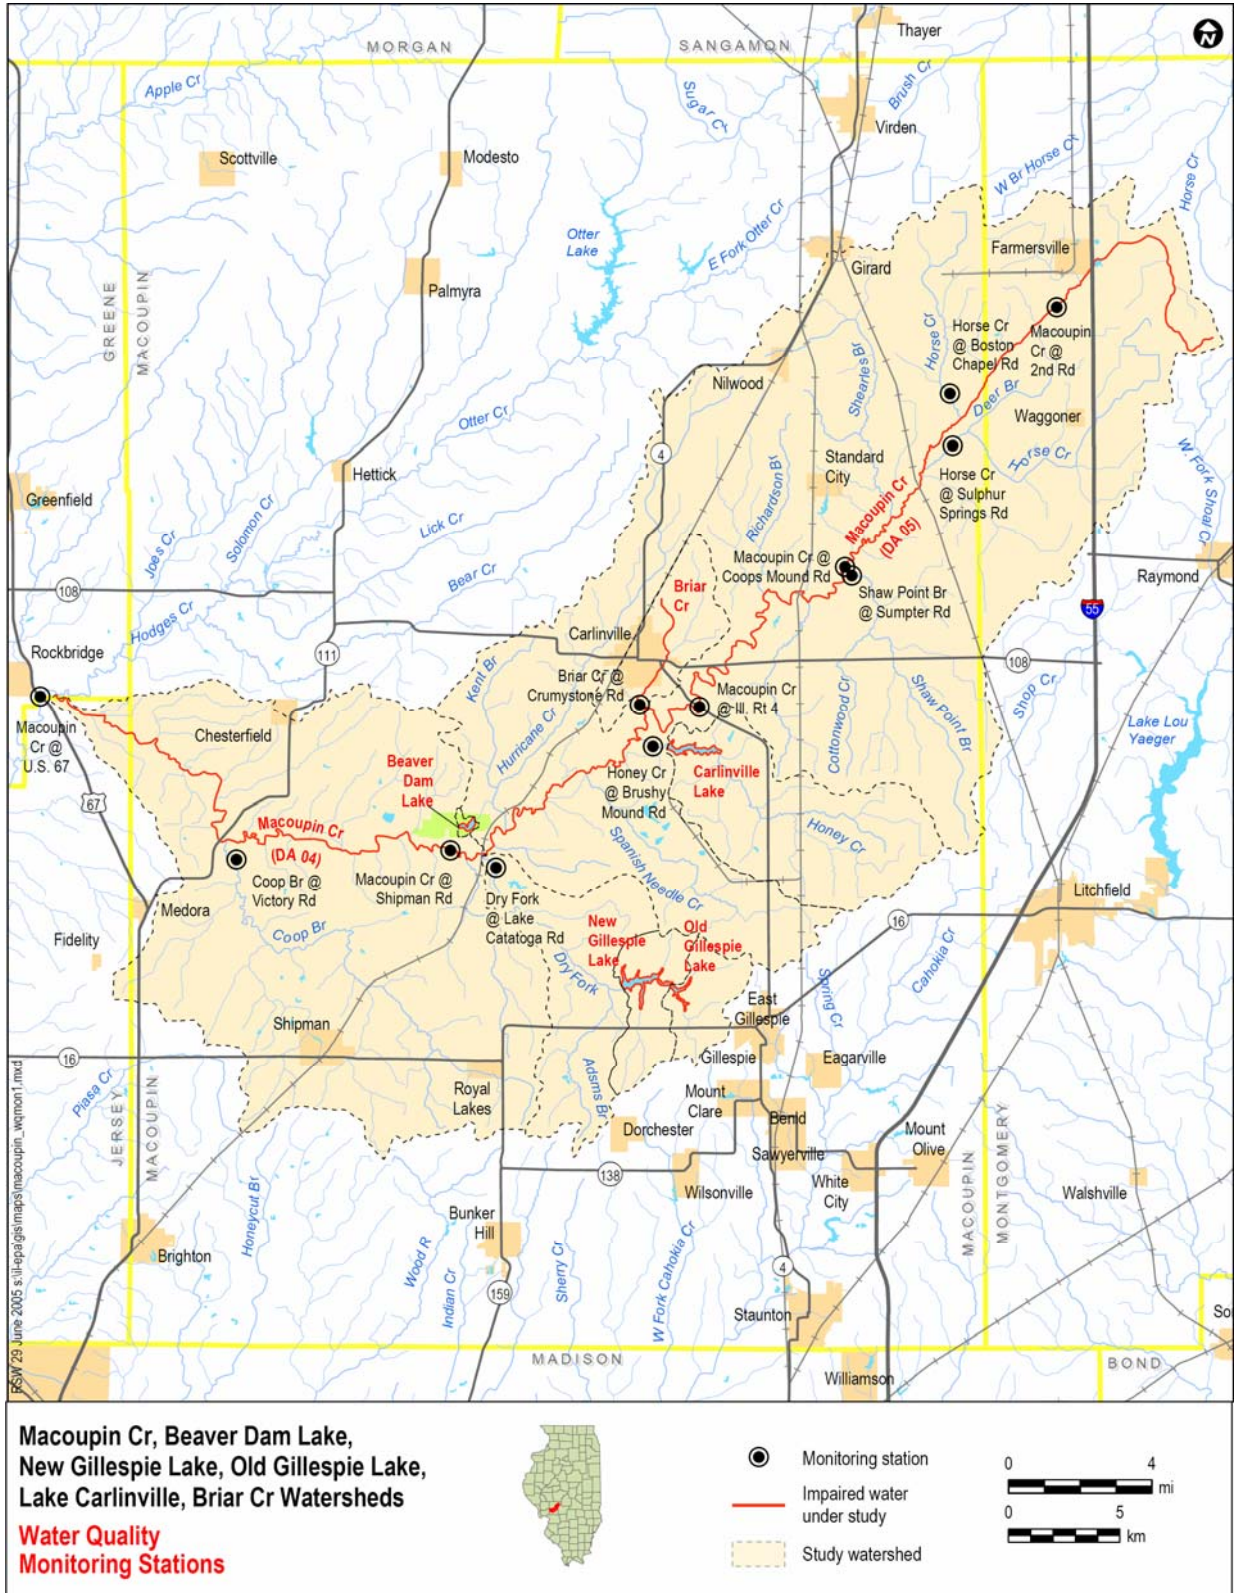 MORGAN
SANGAMON
Thayer
N
Apple Cr
Sugar Cr
Brush Cr
Virden
Scottville
Modesto
W Br Horse Cr
Horse Cr
Otter
Lake
E Fork Otter Cr
Girard
Farmersville
GREENE
MACOUPIN
Palmyra
Horse Cr
Horse Cr
@ Boston
Chapel Rd
Macoupin
Cr @
2nd Rd
Nilwood
Shearles Br
Deer Br
Waggoner
Otter Cr
4
Hettick
Richardson Br
Standard
City
Horse Cr
Horse Cr
@ Sulphur
Springs Rd
W. Fork Shoal Cr
Greenfield
Joes Cr
Solomon Cr
Lick Cr
Macoupin Cr
(DA 05)
Bear Cr
Macoupin Cr @
Coops Mound Rd
Shaw Point Br
@ Sumpter Rd
Raymond
108
Hodges Cr
Briar
Cr
55
Rockbridge
111
Carlinville
108
Kent Br
Briar Cr @
Crumystone Rd
Macoupin Cr
@ Ill. Rt 4
Cottonwood Cr
Shaw Point Br
Shop Cr
Macoupin
Cr @
U.S. 67
Chesterfield
Hurricane Cr
Lake Lou
Yaeger
Beaver
Dam
Lake
Honey Cr
@ Brushy
Mound Rd
Carlinville
Lake
67
Macoupin Cr
(DA 04)
Honey Cr
Spanish Needle Cr
Coop Br @
Victory Rd
Macoupin Cr @
Shipman Rd
Dry Fork
@ Lake
Catatoga Rd
Litchfield
Medora
Coop Br
New
Gillespie
Lake
Old
Gillespie
Lake
16
Fidelity
Dry Fork
Spring Cr
Cahokia Cr
East
Gillespie
Shipman
16
Gillespie
Eagarville
Piasa Cr
JERSEY
MACOUPIN
Royal
Lakes
Adsms Br
Mount
Clare
Benld
Dorchester
Sawyerville
Mount
Olive
MACOUPIN
MONTGOMERY
138
Wilsonville
White
City
Walshville
Honeycut Br
Bunker
Hill
Brighton
Wood R
Indian Cr
Sherry Cr
W Fork Cahokia Cr
4
159
Staunton
So
MADISON
BOND
Williamson
RSW 29 June 2005 s:\il-epa\gis\maps\macoupin_wqmon1.mxd
Macoupin Cr, Beaver Dam Lake,
New Gillespie Lake, Old Gillespie Lake,
Lake Carlinville, Briar Cr Watersheds
Water Quality
Monitoring Stations
Monitoring station
Impaired water
under study
Study watershed
0 4
mi
0 5
km